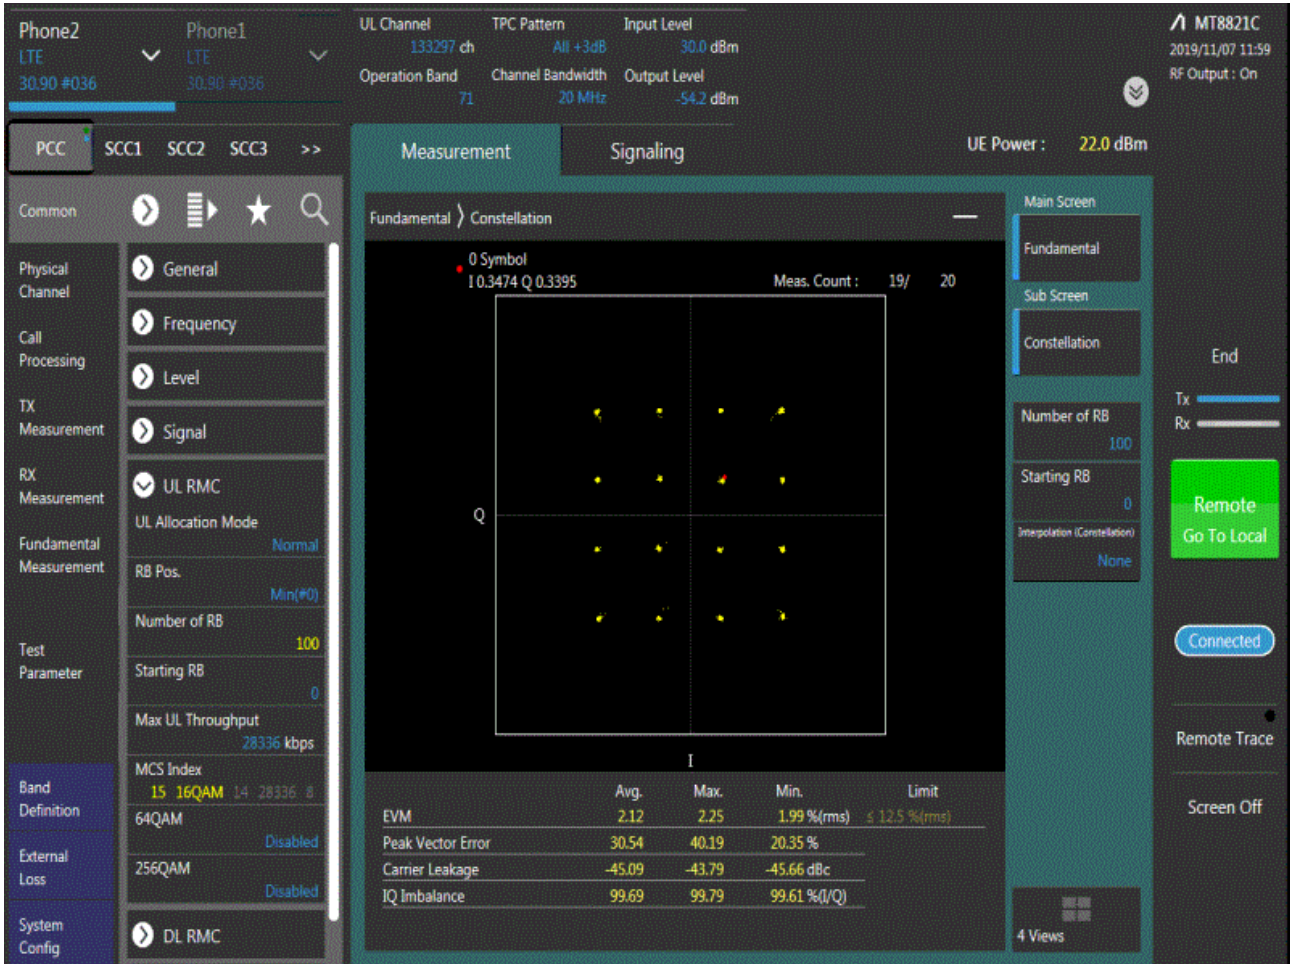 Phone2
LTE
30.90 #036
Phone1
LTE
30.90 #036
UL Channel
133297 ch
TPC Pattern
All +3dB
Input Level
30.0 dBm
Operation Band
71
Channel Bandwidth
20 MHz
Output Level
-54.2 dBm
MT8821C
2019/11/07 11:59
RF Output : On
PCC SCC1 SCC2 SCC3 >>
Measurement
Signaling
UE Power : 22.0 dBm
Common
Physical
Channel
Call
Processing
TX
Measurement
RX
Measurement
Fundamental
Measurement
Test
Parameter
Band
Definition
External
Loss
System
Config
General
Frequency
Level
Signal
UL RMC
UL Allocation Mode
Normal
RB Pos.
Min(#0)
Number of RB
100
Starting RB
0
Max UL Throughput
28336 kbps
MCS Index
15 16QAM 14 28336 8
64QAM
Disabled
256QAM
Disabled
DL RMC
Fundamental 〉 Constellation
0 Symbol
I 0.3474 Q 0.3395
Meas. Count : 19/ 20
Q
I
Avg. Max. Min. Limit
EVM 2.12 2.25 1.99 %(rms) ≤ 12.5 %(rms)
Peak Vector Error 30.54 40.19 20.35 %
Carrier Leakage -45.09 -43.79 -45.66 dBc
IQ Imbalance 99.69 99.79 99.61 %(I/Q)
Main Screen
Fundamental
Sub Screen
Constellation
Number of RB
100
Starting RB
0
Interpolation (Constellation)
None
4 Views
End
Tx
Rx
Remote
Go To Local
Connected
Remote Trace
Screen Off